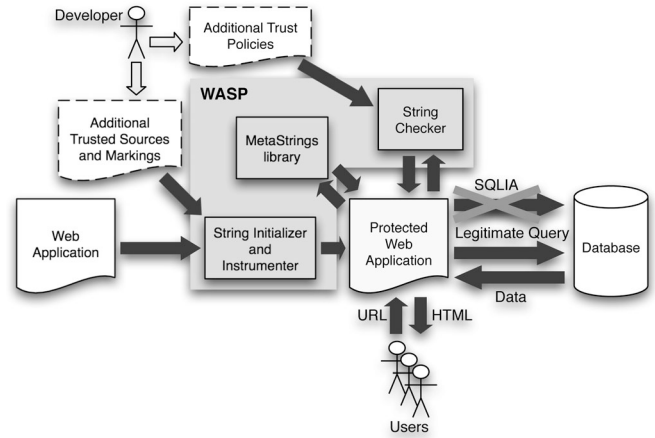 Developer
Additional Trust
Policies
WASP
String
Checker
Additional
Trusted Sources
and Markings
MetaStrings
library
SQLIA
Web
Application
String Initializer
and
Instrumenter
Protected
Web
Application
Legitimate Query
Database
Data
URL
HTML
Users